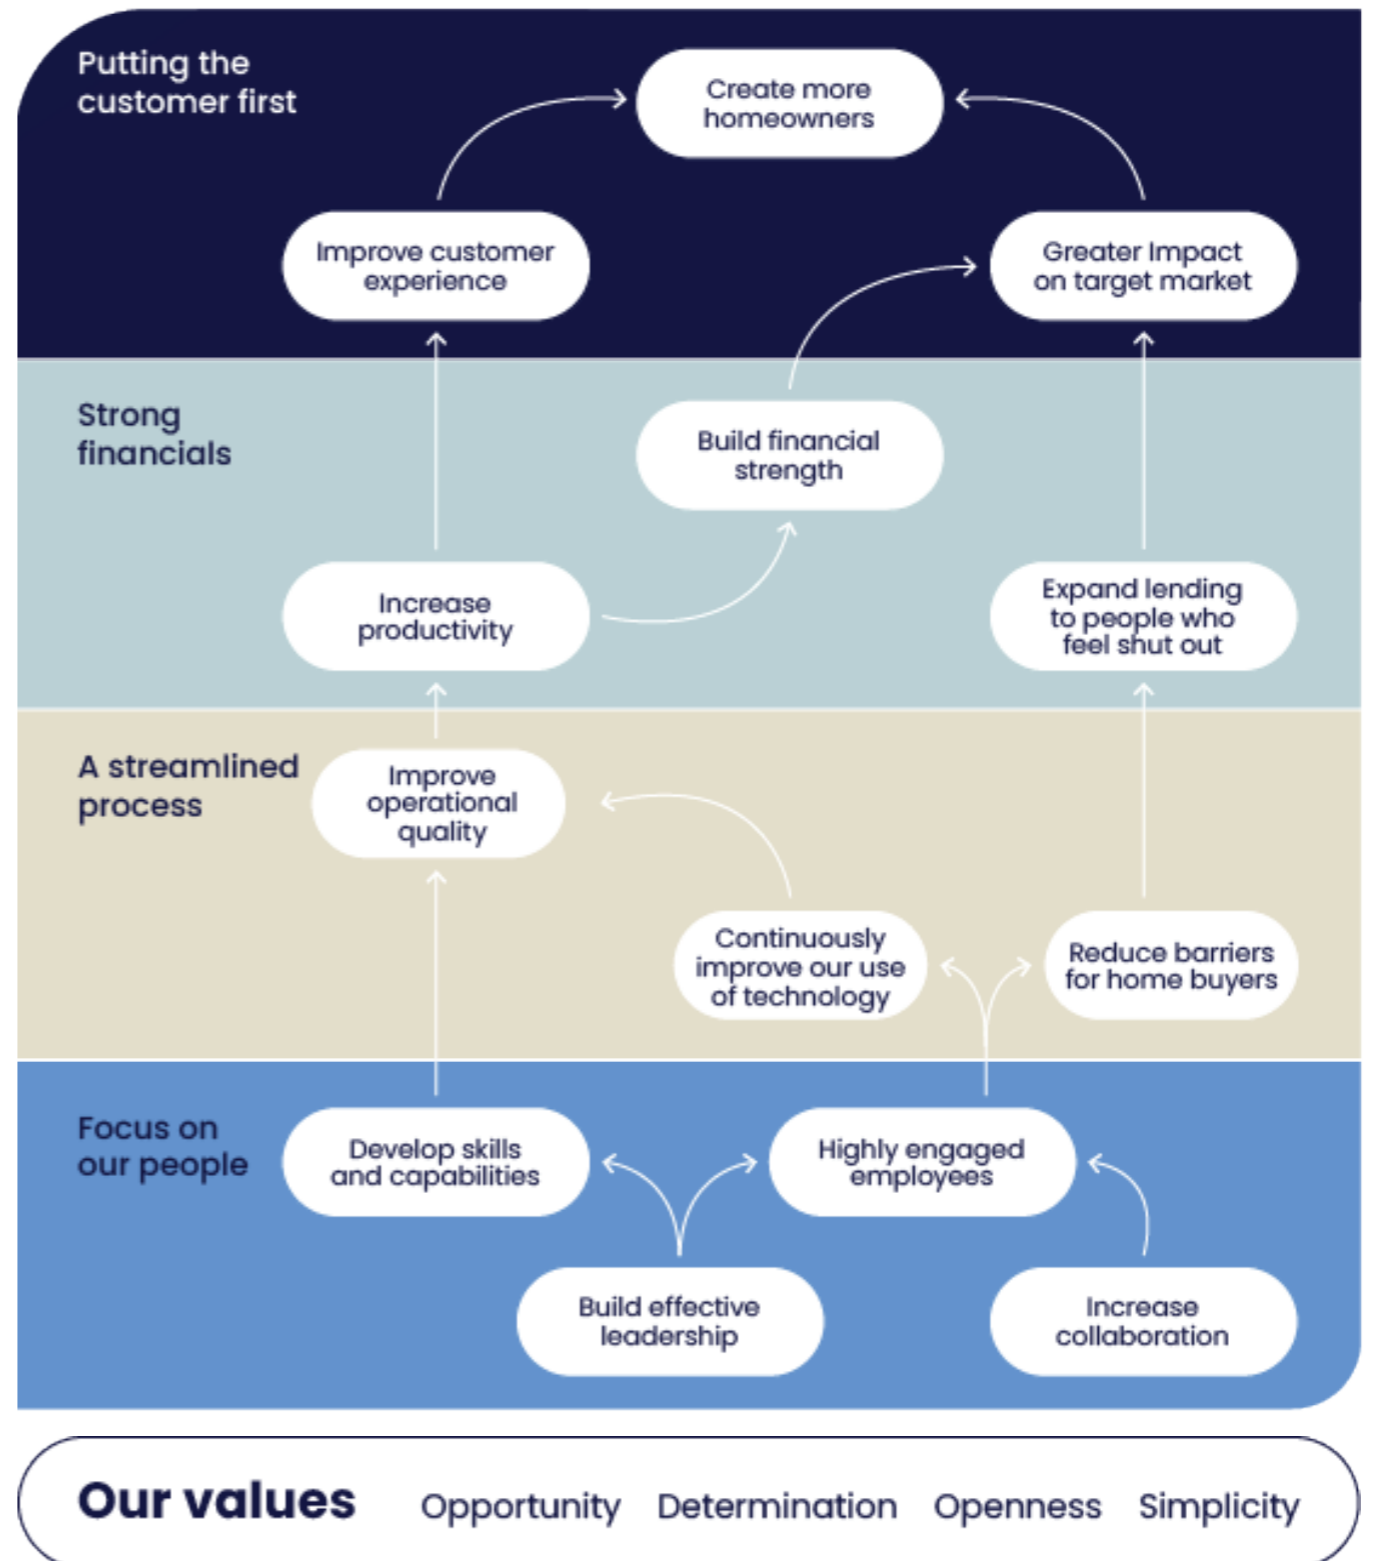 Putting the
customer first
Create more
homeowners
Improve customer
experience
Greater Impact
on target market
Strong
financials
Build financial
strength
Increase
productivity
Expand lending
to people who
feel shut out
A streamlined
process
Improve
operational
quality
Continuously
improve our use
of technology
Reduce barriers
for home buyers
Focus on
our people
Develop skills
and capabilities
Highly engaged
employees
Build effective
leadership
Increase
collaboration
Our values Opportunity Determination Openness Simplicity